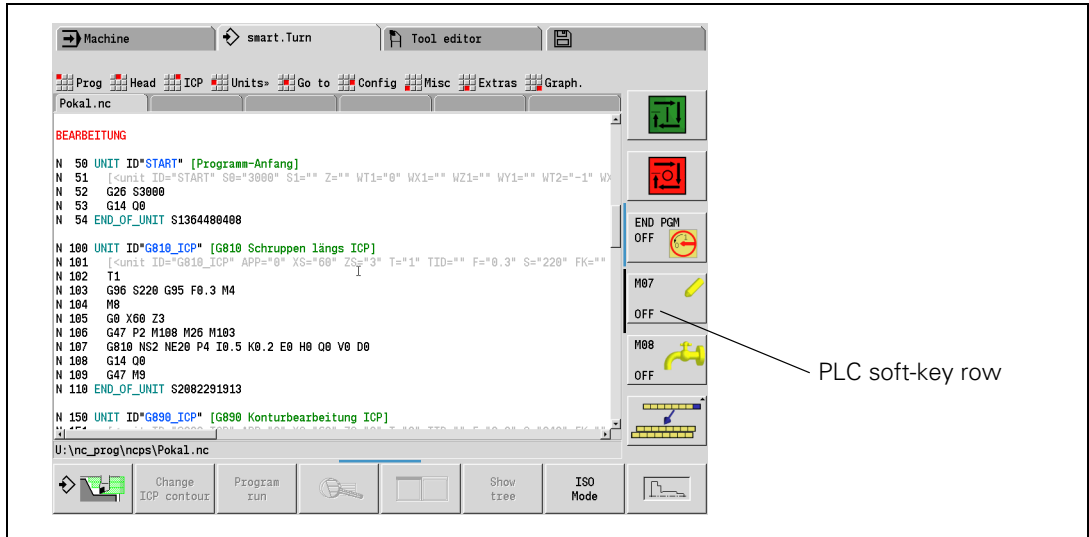 Machine smart.Turn Tool editor
Prog Head ICP Units» Go to Config Misc Extras Graph.
Pokal.nc
BEARBEITUNG
N 50 UNIT ID"START" [Programm-Anfang]
N 51 [<unit ID="START" S0="3000" S1="" Z="" WT1="0" WX1="" WZ1="" WY1="" WT2="-1" WX
N 52 G26 S3000
N 53 G14 Q0
N 54 END_OF_UNIT S1364480408
N 100 UNIT ID"G810_ICP" [G810 Schruppen längs ICP]
N 101 [<unit ID="G810_ICP" APP="0" XS="60" ZS="3" T="1" TID="" F="0.3" S="220" FK=""
N 102 T1
N 103 G96 S220 G95 F0.3 M4
N 104 M8
N 105 G0 X60 Z3
N 106 G47 P2 M108 M26 M103
N 107 G810 NS2 NE20 P4 I0.5 K0.2 E0 H0 Q0 V0 D0
N 108 G14 Q0
N 109 G47 M9
N 110 END_OF_UNIT S2082291913
N 150 UNIT ID"G890_ICP" [G890 Konturbearbeitung ICP]
U:\nc_prog\ncps\Pokal.nc
END PGM
OFF
M07
OFF
M08
OFF
PLC soft-key row
Change
ICP contour
Program
run
Show
tree
ISO
Mode